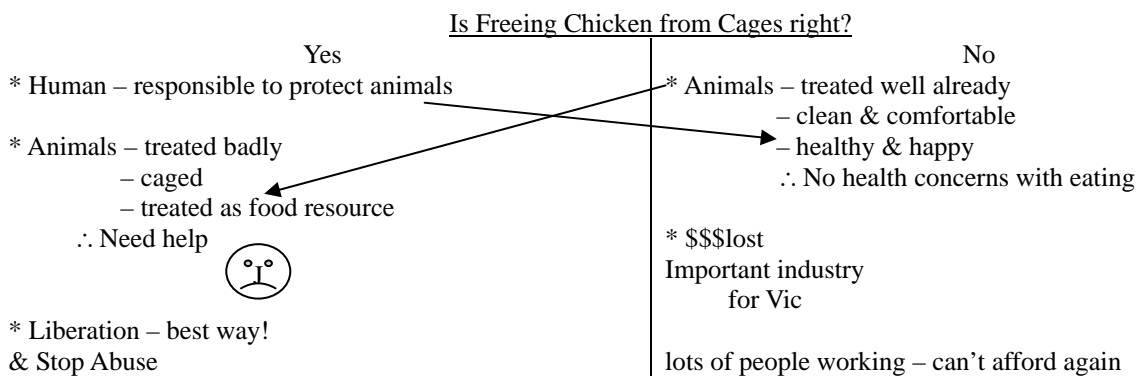 Is Freeing Chicken from Cages right?
Yes
* Human – responsible to protect animals
* Animals – treated badly
– caged
– treated as food resource
∴ Need help
* Liberation – best way!
& Stop Abuse
No
* Animals – treated well already
– clean & comfortable
– healthy & happy
∴ No health concerns with eating
* $$$lost
Important industry
for Vic
lots of people working – can’t afford again